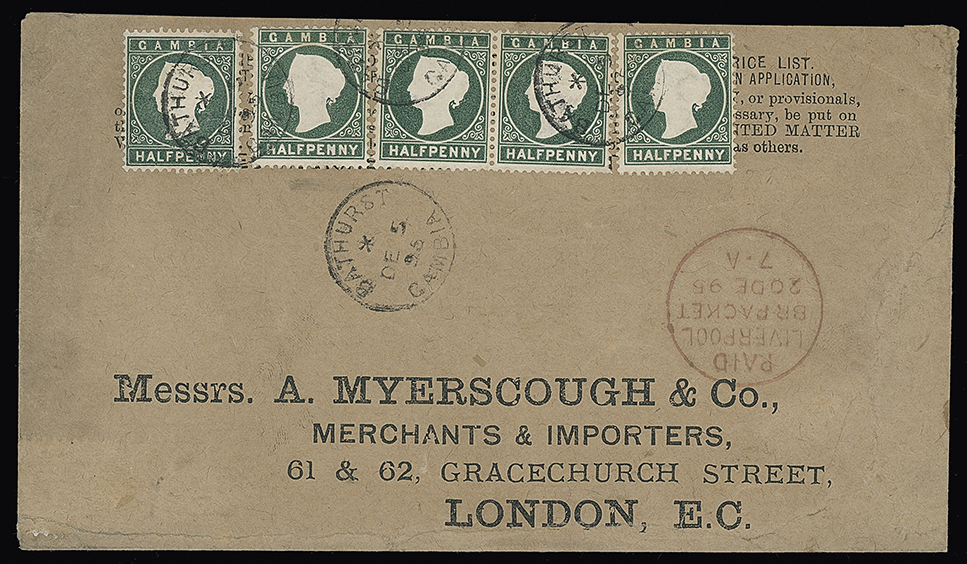 GAMBIA GAMBIA GAMBIA GAMBIA GAMBIA
HALFPENNY HALFPENNY HALFPENNY HALFPENNY HALFPENNY
RICE LIST.
N APPLICATION,
, or provisionals,
essary, be put on
NTED MATTER
as others.
BATHURST
*
DE 5
95
GAMBIA
PAID
LIVERPOOL
BR PACKET
20 DE 95
7·A
Messrs. A. MYERSCOUGH & Co.,
MERCHANTS & IMPORTERS,
61 & 62, GRACECHURCH STREET,
LONDON, E.C.